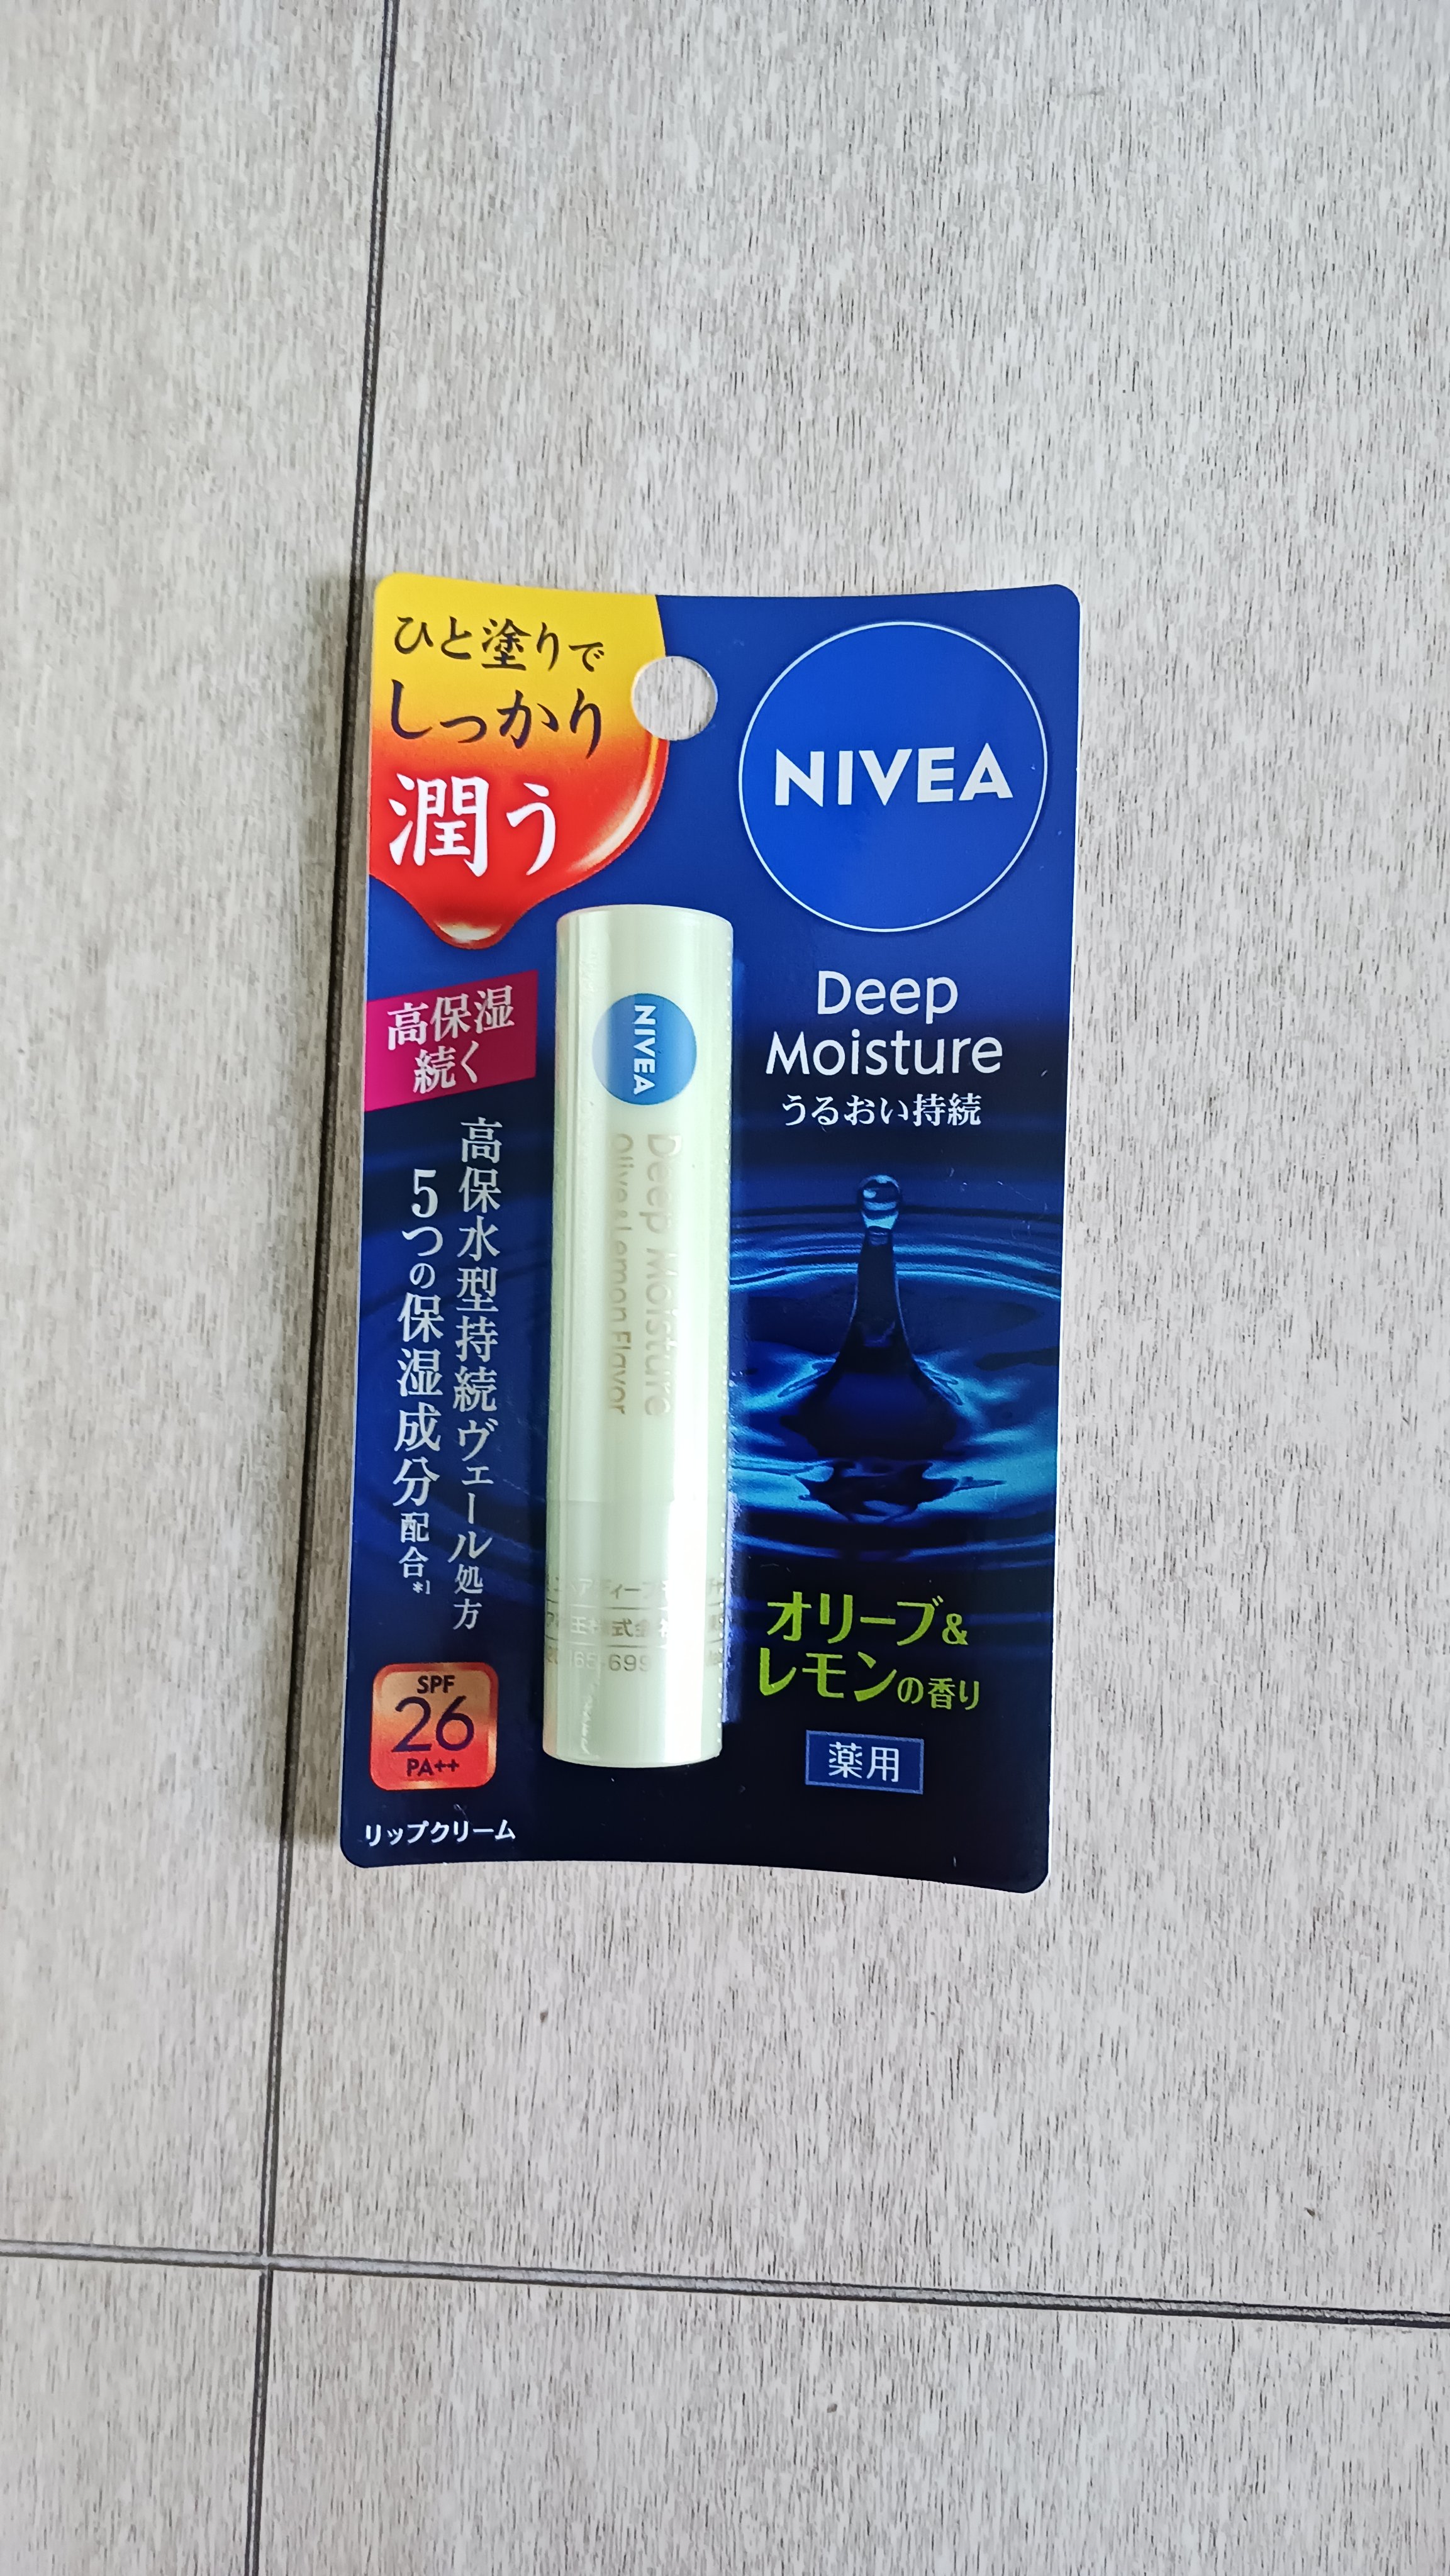 ひと塗りで
しっかり
潤う
NIVEA
Deep
Moisture
うるおい持続
高保湿
続く
高保水型持続ヴェール処方
5つの保湿成分配合*1
NIVEA
Deep Moisture
Olive & Lemon Flavor
オリーブ&
レモンの香り
薬用
SPF
26
PA++
リップクリーム